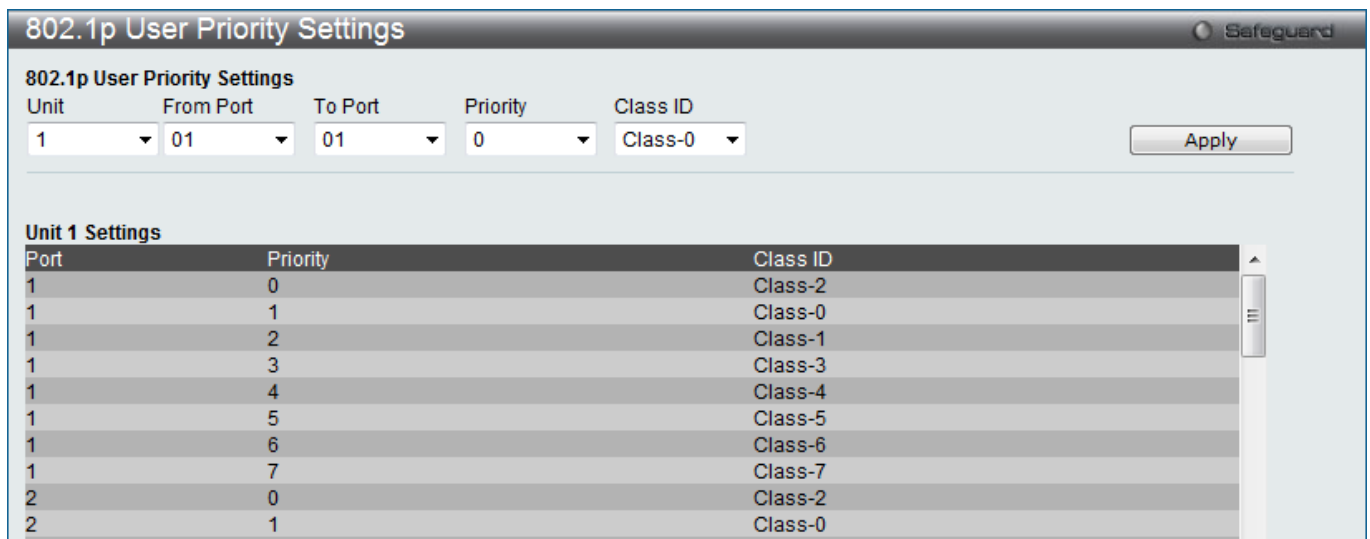 802.1p User Priority Settings Safeguard
802.1p User Priority Settings
Unit From Port To Port Priority Class ID
1 01 01 0 Class-0 Apply
Unit 1 Settings
Port Priority Class ID
1 0 Class-2
1 1 Class-0
1 2 Class-1
1 3 Class-3
1 4 Class-4
1 5 Class-5
1 6 Class-6
1 7 Class-7
2 0 Class-2
2 1 Class-0